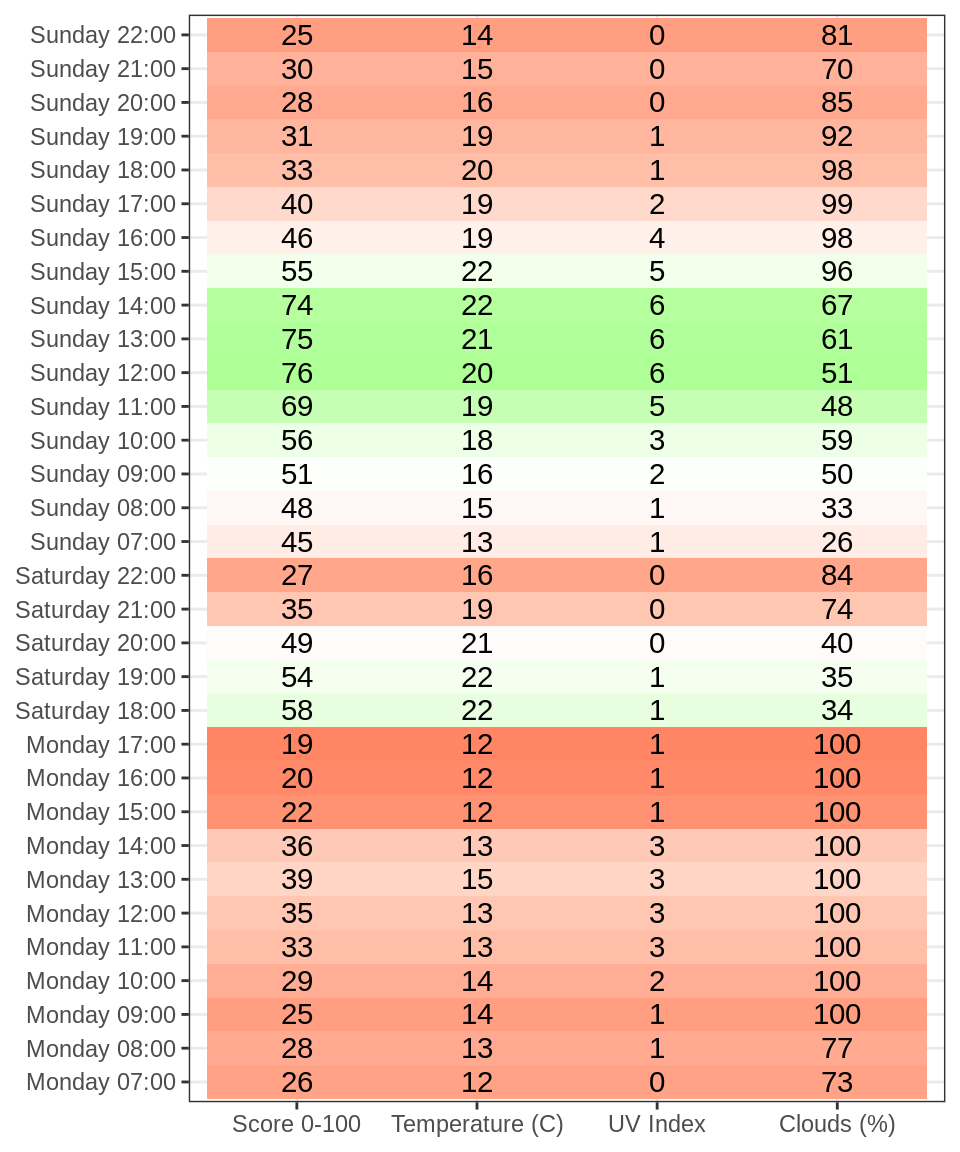 Sunday 22:00 25 14 0 81
Sunday 21:00 30 15 0 70
Sunday 20:00 28 16 0 85
Sunday 19:00 31 19 1 92
Sunday 18:00 33 20 1 98
Sunday 17:00 40 19 2 99
Sunday 16:00 46 19 4 98
Sunday 15:00 55 22 5 96
Sunday 14:00 74 22 6 67
Sunday 13:00 75 21 6 61
Sunday 12:00 76 20 6 51
Sunday 11:00 69 19 5 48
Sunday 10:00 56 18 3 59
Sunday 09:00 51 16 2 50
Sunday 08:00 48 15 1 33
Sunday 07:00 45 13 1 26
Saturday 22:00 27 16 0 84
Saturday 21:00 35 19 0 74
Saturday 20:00 49 21 0 40
Saturday 19:00 54 22 1 35
Saturday 18:00 58 22 1 34
Monday 17:00 19 12 1 100
Monday 16:00 20 12 1 100
Monday 15:00 22 12 1 100
Monday 14:00 36 13 3 100
Monday 13:00 39 15 3 100
Monday 12:00 35 13 3 100
Monday 11:00 33 13 3 100
Monday 10:00 29 14 2 100
Monday 09:00 25 14 1 100
Monday 08:00 28 13 1 77
Monday 07:00 26 12 0 73
Score 0-100 Temperature (C) UV Index Clouds (%)